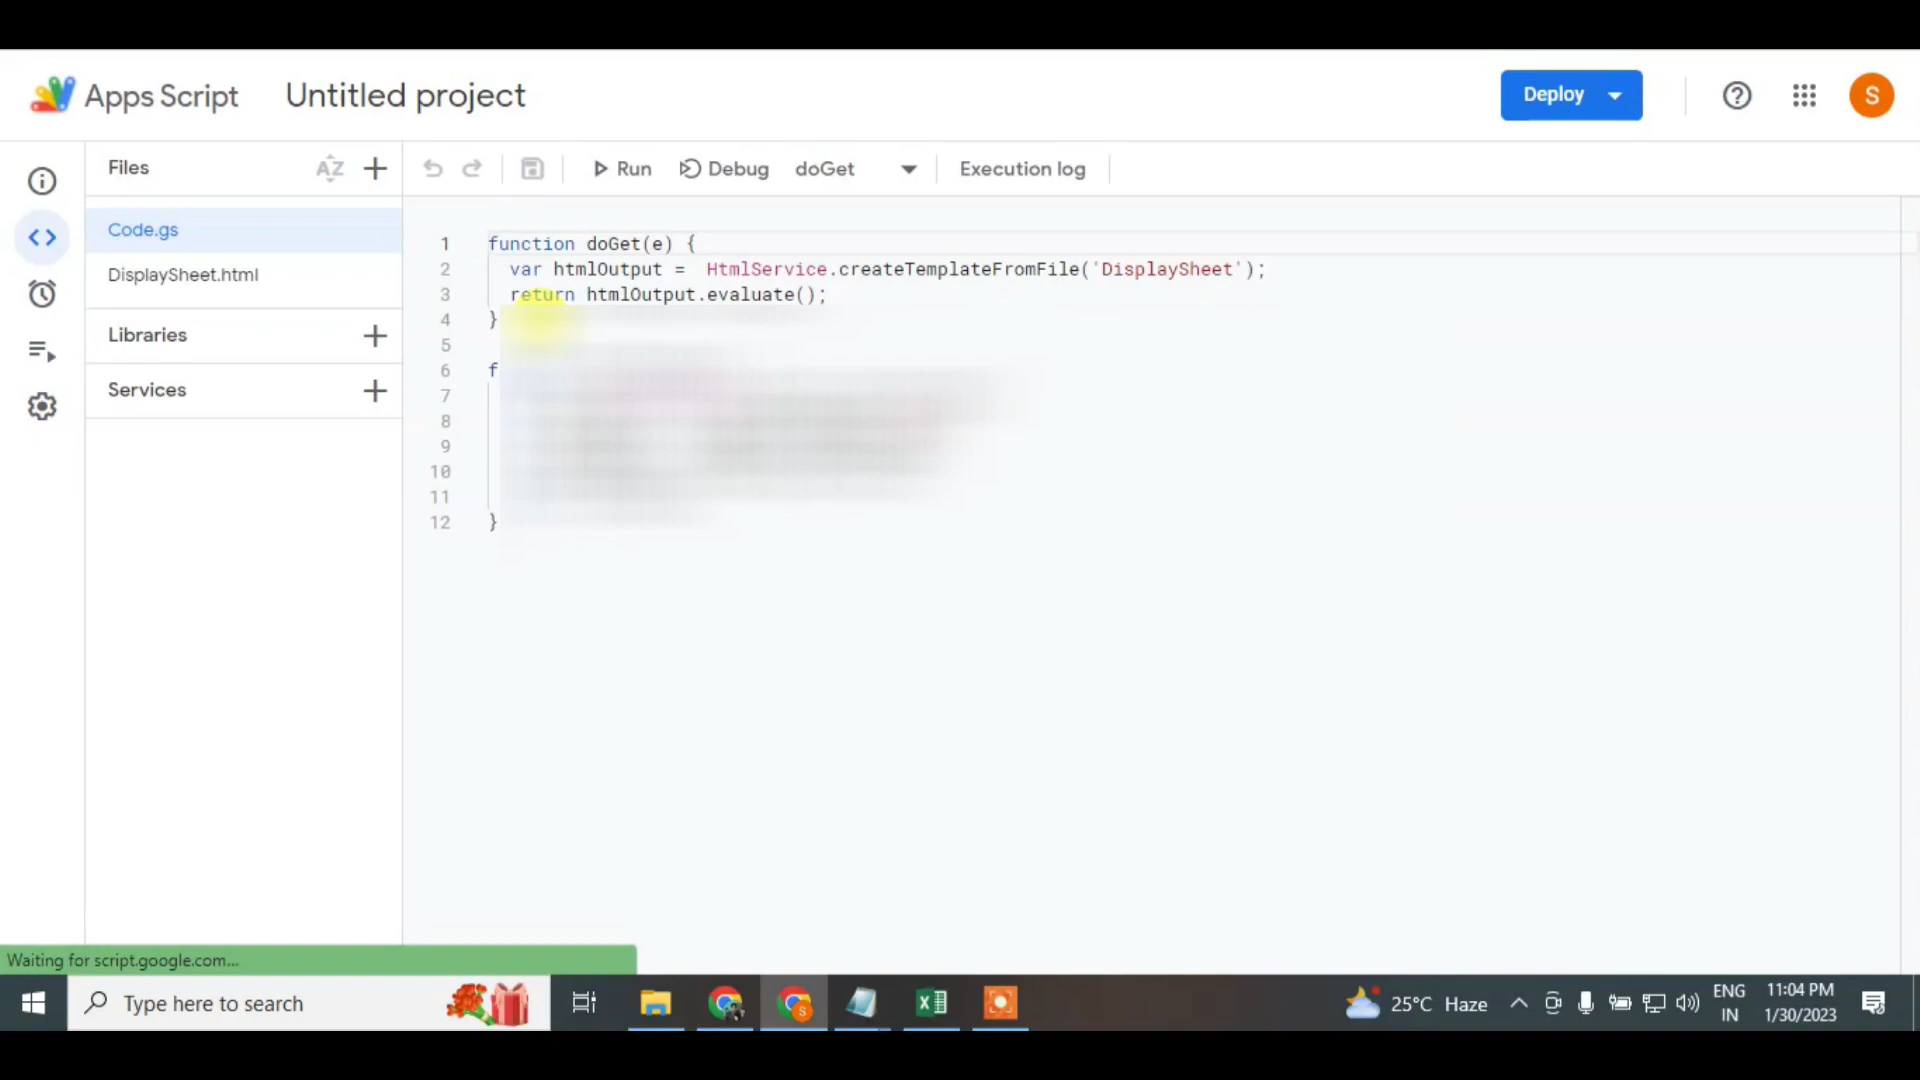 Apps Script
Untitled project
Deploy
S
Files
AZ
Run
Debug
doGet
Execution log
Code.gs
DisplaySheet.html
Libraries
Services
1 function doGet(e) {
2 var htmlOutput =  HtmlService.createTemplateFromFile('DisplaySheet');
3 return htmlOutput.evaluate();
4 }
5
6 f
7
8
9
10
11
12 }
Waiting for script.google.com...
Type here to search
S
25°C Haze
ENG
IN
11:04 PM
1/30/2023